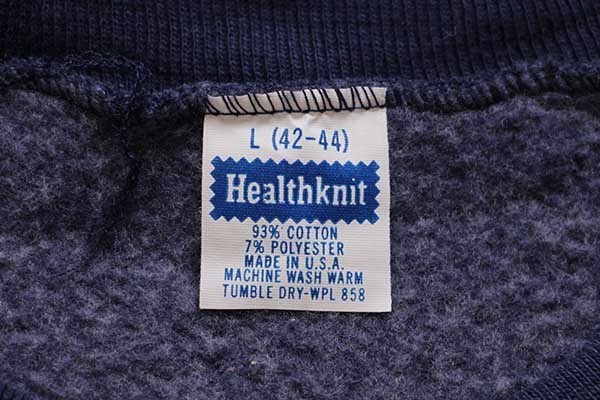 L (42-44)
Healthknit
93% COTTON
7% POLYESTER
MADE IN U.S.A.
MACHINE WASH WARM
TUMBLE DRY-WPL 858